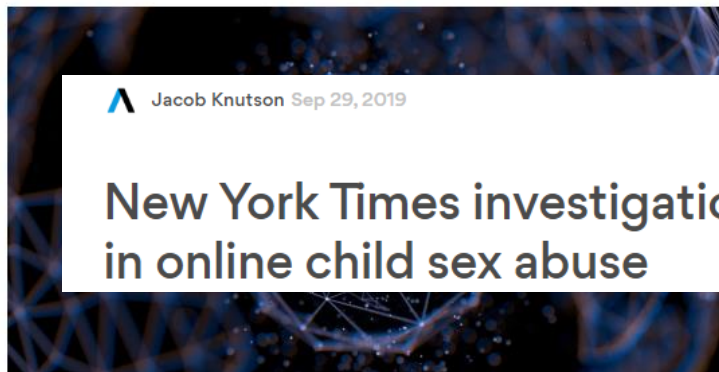 Jacob Knutson Sep 29, 2019
New York Times investigatio
in online child sex abuse